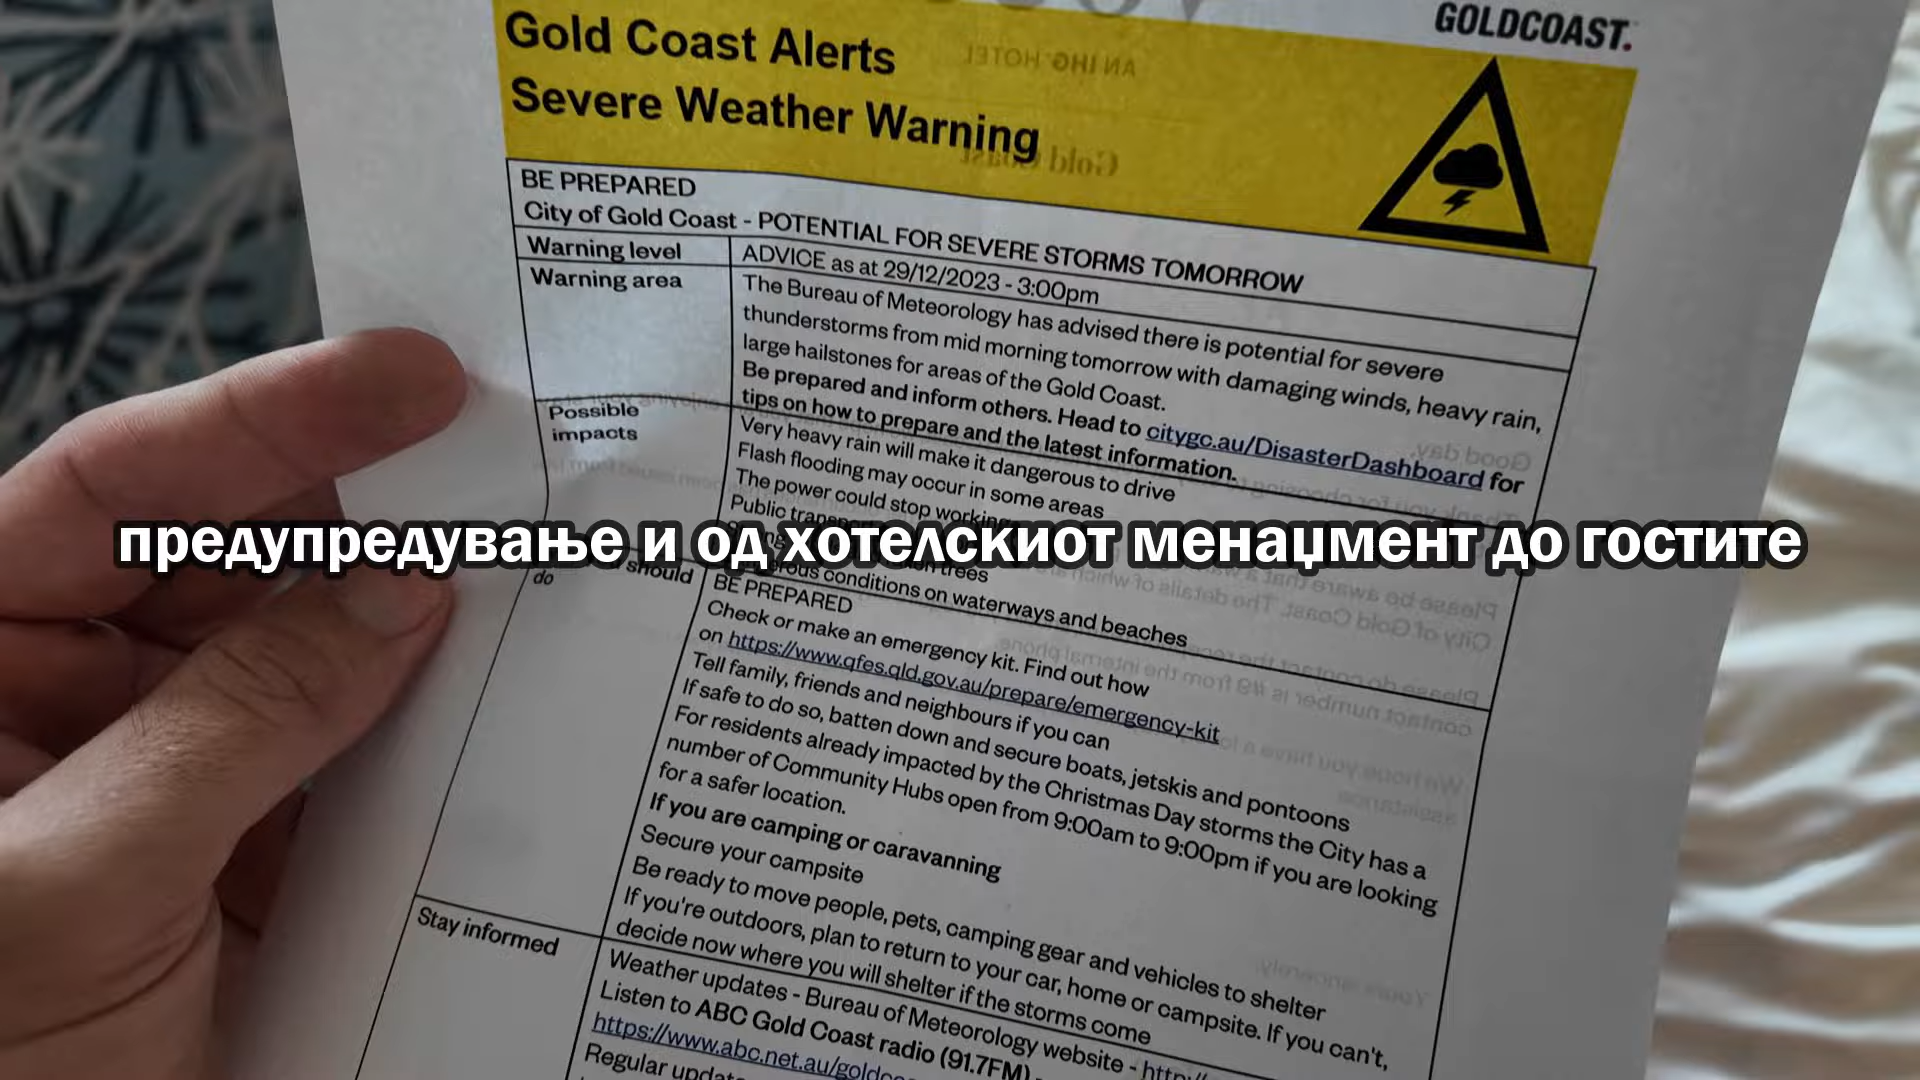 GOLDCOAST.
Gold Coast Alerts
Severe Weather Warning
BE PREPARED
City of Gold Coast - POTENTIAL FOR SEVERE STORMS TOMORROW
Warning level
ADVICE as at 29/12/2023 - 3:00pm
Warning area
The Bureau of Meteorology has advised there is potential for severe
thunderstorms from mid morning tomorrow with damaging winds, heavy rain,
large hailstones for areas of the Gold Coast.
Be prepared and inform others. Head to citygc.au/DisasterDashboard for
tips on how to prepare and the latest information.
Possible
impacts
Very heavy rain will make it dangerous to drive
Flash flooding may occur in some areas
The power could stop working
Public
trees
conditions on waterways and beaches
предупредување и од хотелскиот менаџмент до гостите
should
do
BE PREPARED
Check or make an emergency kit. Find out how
on https://www.qfes.qld.gov.au/prepare/emergency-kit
Tell family, friends and neighbours if you can
If safe to do so, batten down and secure boats, jetskis and pontoons
For residents already impacted by the Christmas Day storms the City has a
number of Community Hubs open from 9:00am to 9:00pm if you are looking
for a safer location.
If you are camping or caravanning
Secure your campsite
Be ready to move people, pets, camping gear and vehicles to shelter
If you're outdoors, plan to return to your car, home or campsite. If you can't,
decide now where you will shelter if the storms come
Stay informed
Weather updates - Bureau of Meteorology website -
Listen to ABC Gold Coast radio (91.7FM) -
https://www.abc.net.au/goldco
Regular